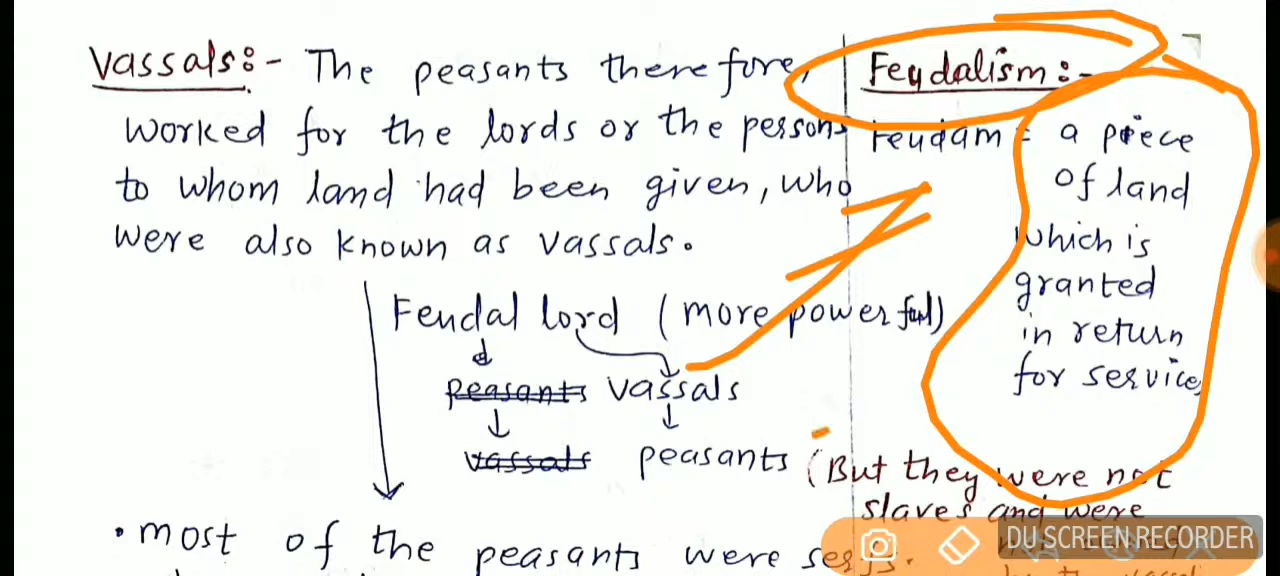 Vassals:- The peasants therefore,
worked for the lords or the persons
to whom land had been given, who
were also known as vassals.
Feudal lord (more powerful)
peasants vassals
vassals peasants (But they were not
slaves and were
• most of the peasants were serfs.
Feudalism:-
Feudam = a piece
of land
which is
granted
in return
for service,
DU SCREEN RECORDER